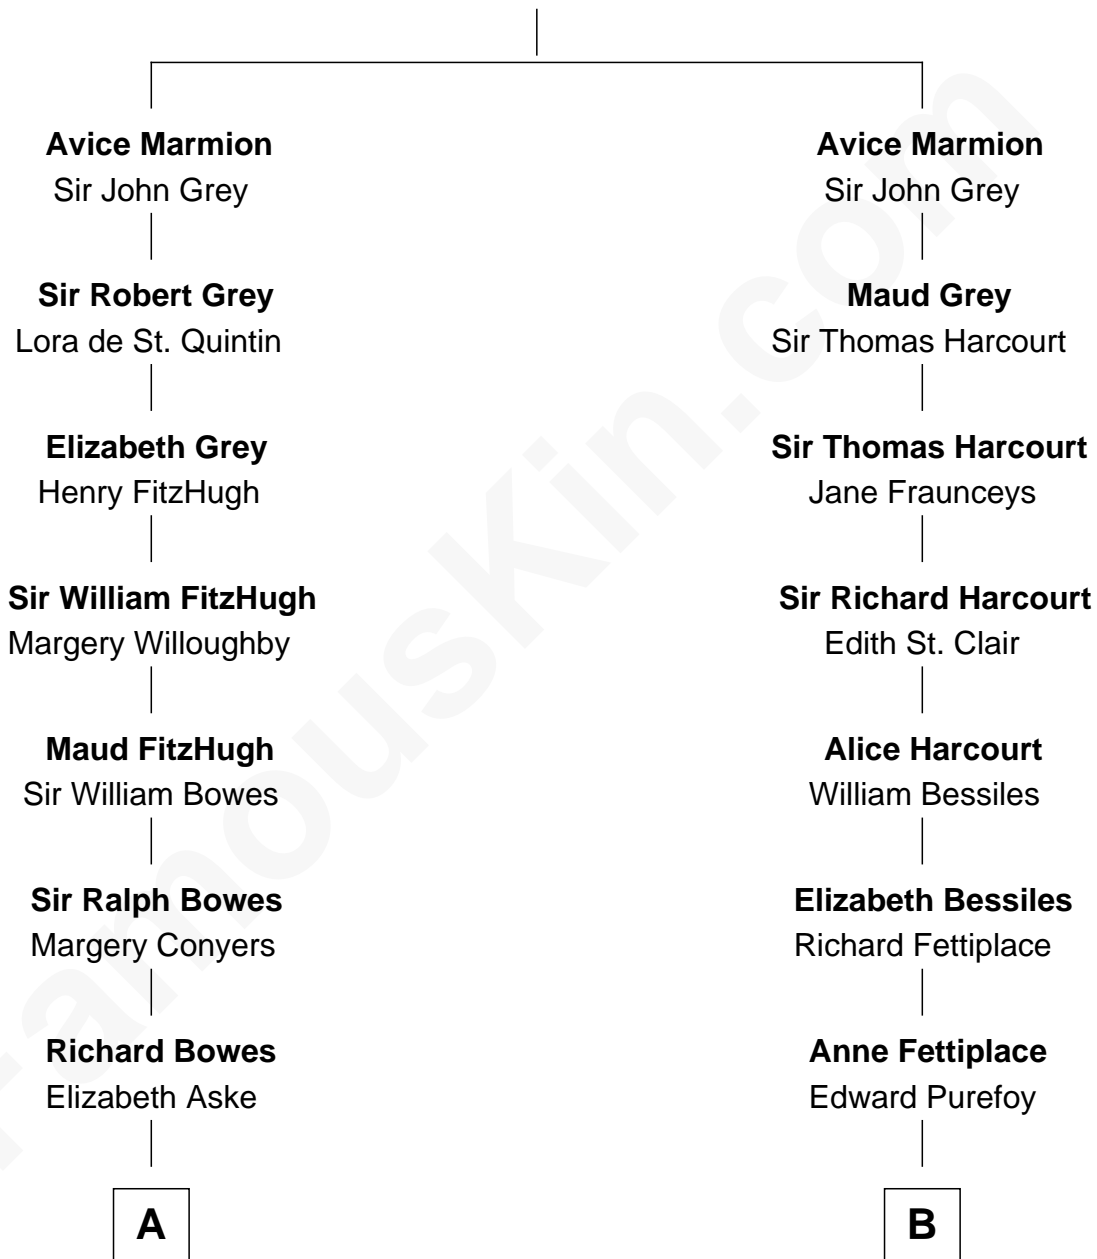 Avice Marmion
Sir John Grey
Sir Robert Grey
Lora de St. Quintin
Elizabeth Grey
Henry FitzHugh
Sir William FitzHugh
Margery Willoughby
Maud FitzHugh
Sir William Bowes
Sir Ralph Bowes
Margery Conyers
Richard Bowes
Elizabeth Aske
A
Avice Marmion
Sir John Grey
Maud Grey
Sir Thomas Harcourt
Sir Thomas Harcourt
Jane Fraunceys
Sir Richard Harcourt
Edith St. Clair
Alice Harcourt
William Bessiles
Elizabeth Bessiles
Richard Fettiplace
Anne Fettiplace
Edward Purefoy
B
FamousKin.com